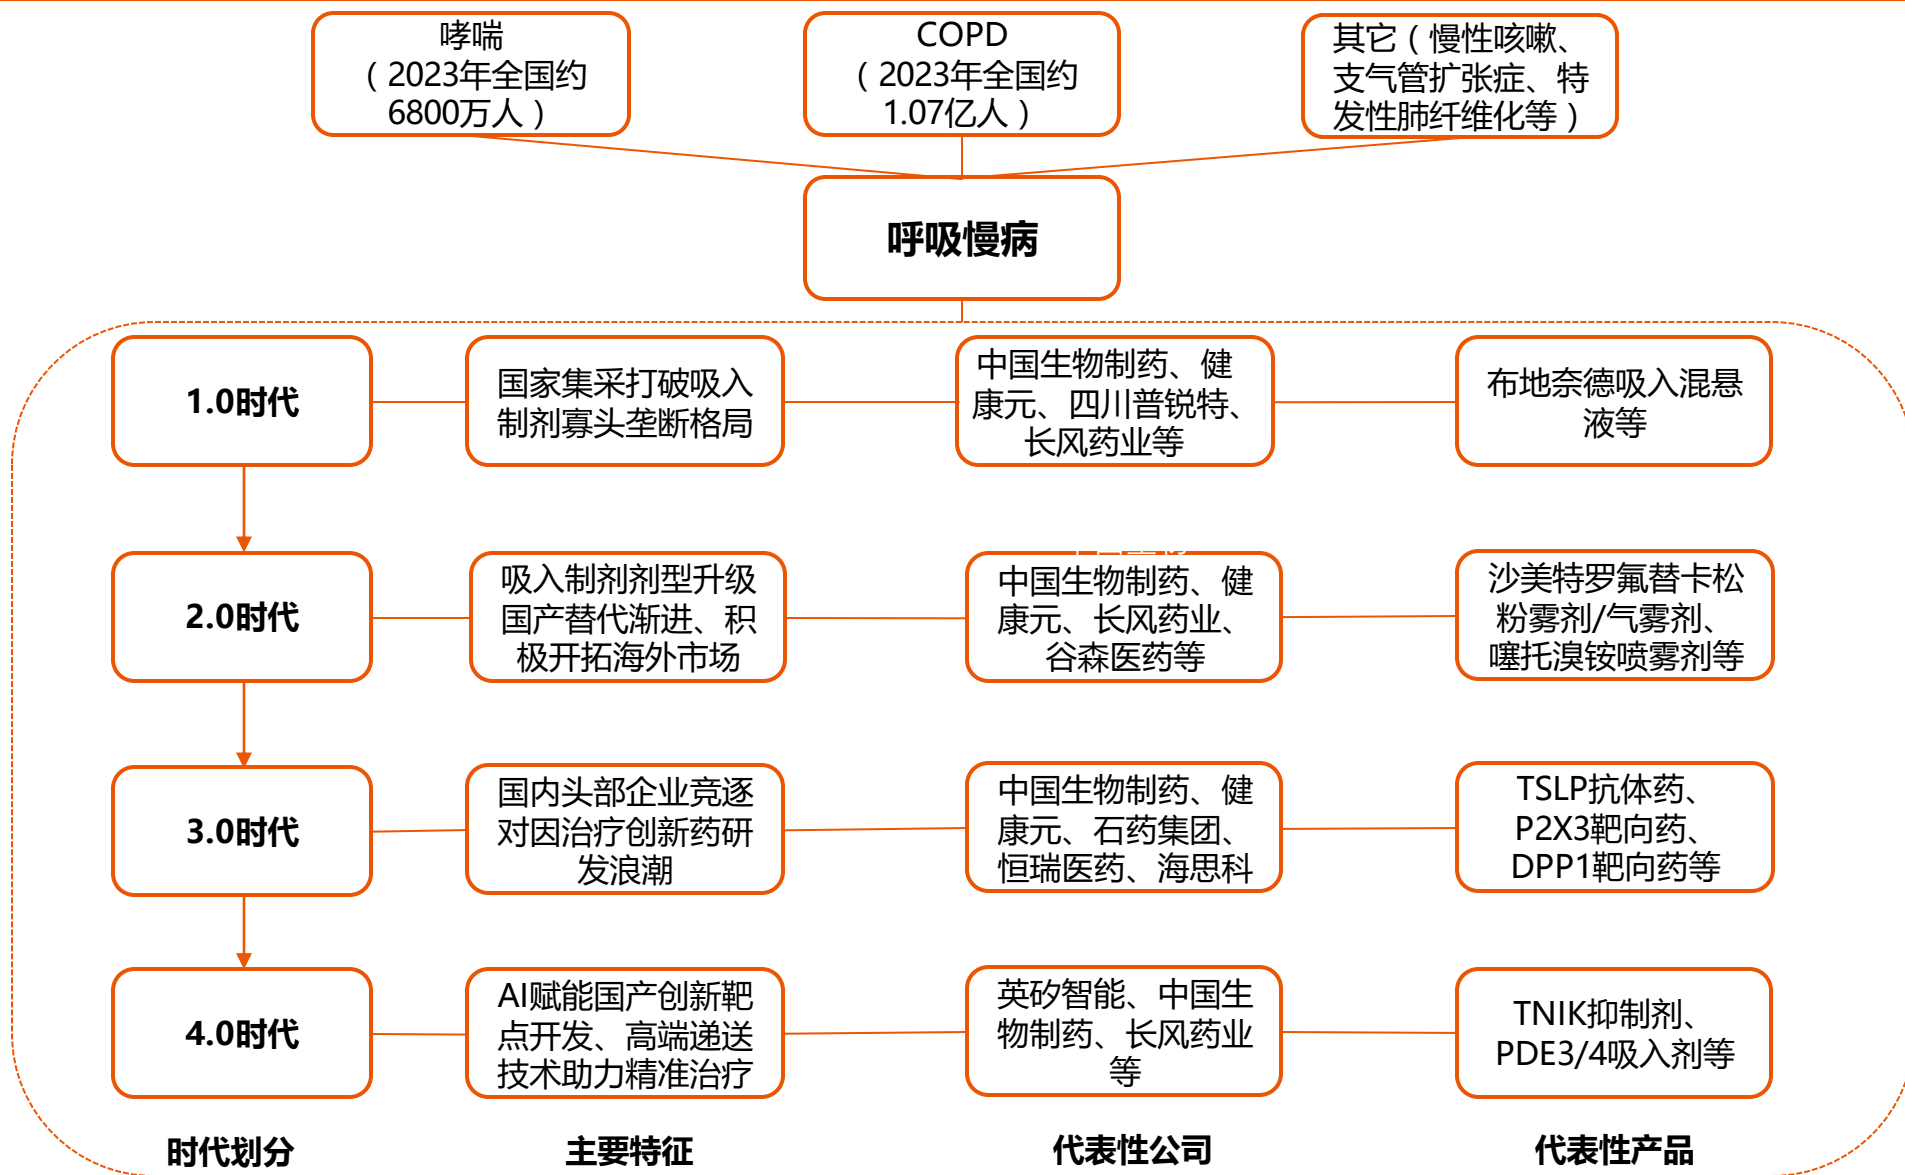 哮喘
（2023年全国约
6800万人）
COPD
（2023年全国约
1.07亿人）
其它（慢性咳嗽、
支气管扩张症、特
发性肺纤维化等）
呼吸慢病
1.0时代
国家集采打破吸入
制剂寡头垄断格局
中国生物制药、健
康元、四川普锐特、
长风药业等
布地奈德吸入混悬
液等
2.0时代
吸入制剂剂型升级
国产替代渐进、积
极开拓海外市场
中国生物制药、健
康元、长风药业、
谷森医药等
沙美特罗氟替卡松
粉雾剂/气雾剂、
噻托溴铵喷雾剂等
3.0时代
国内头部企业竞逐
对因治疗创新药研
发浪潮
中国生物制药、健
康元、石药集团、
恒瑞医药、海思科
TSLP抗体药、
P2X3靶向药、
DPP1靶向药等
4.0时代
AI赋能国产创新靶
点开发、高端递送
技术助力精准治疗
英矽智能、中国生
物制药、长风药业
等
TNIK抑制剂、
PDE3/4吸入剂等
时代划分
主要特征
代表性公司
代表性产品